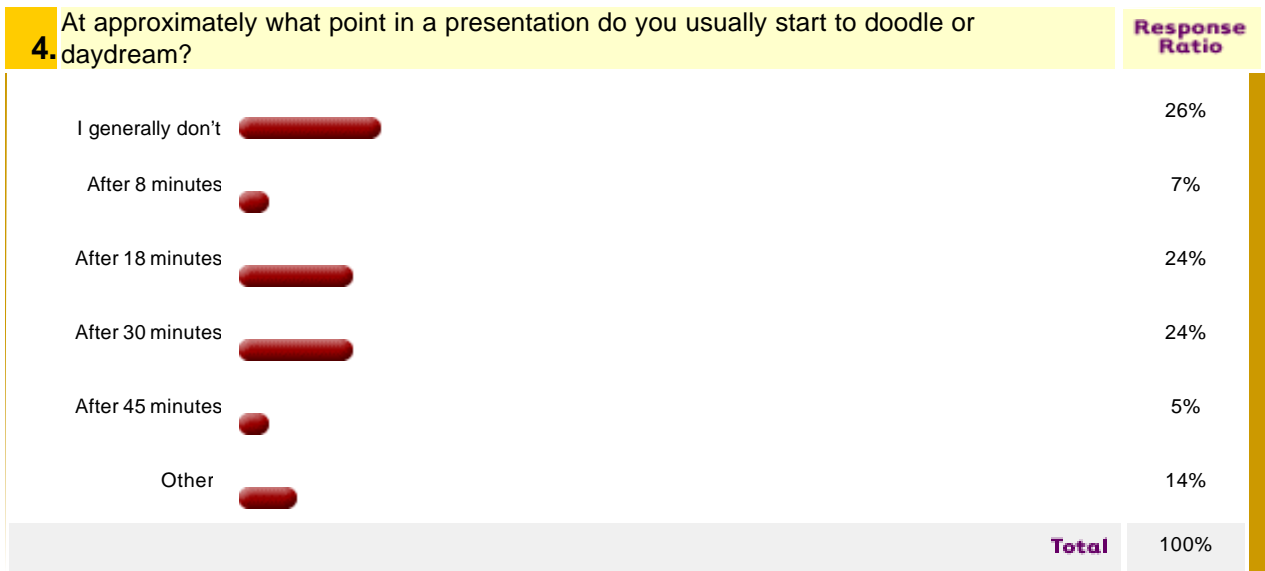 4. At approximately what point in a presentation do you usually start to doodle or
daydream?
Response
Ratio
I generally don’t 26%
After 8 minutes 7%
After 18 minutes 24%
After 30 minutes 24%
After 45 minutes 5%
Other 14%
Total 100%